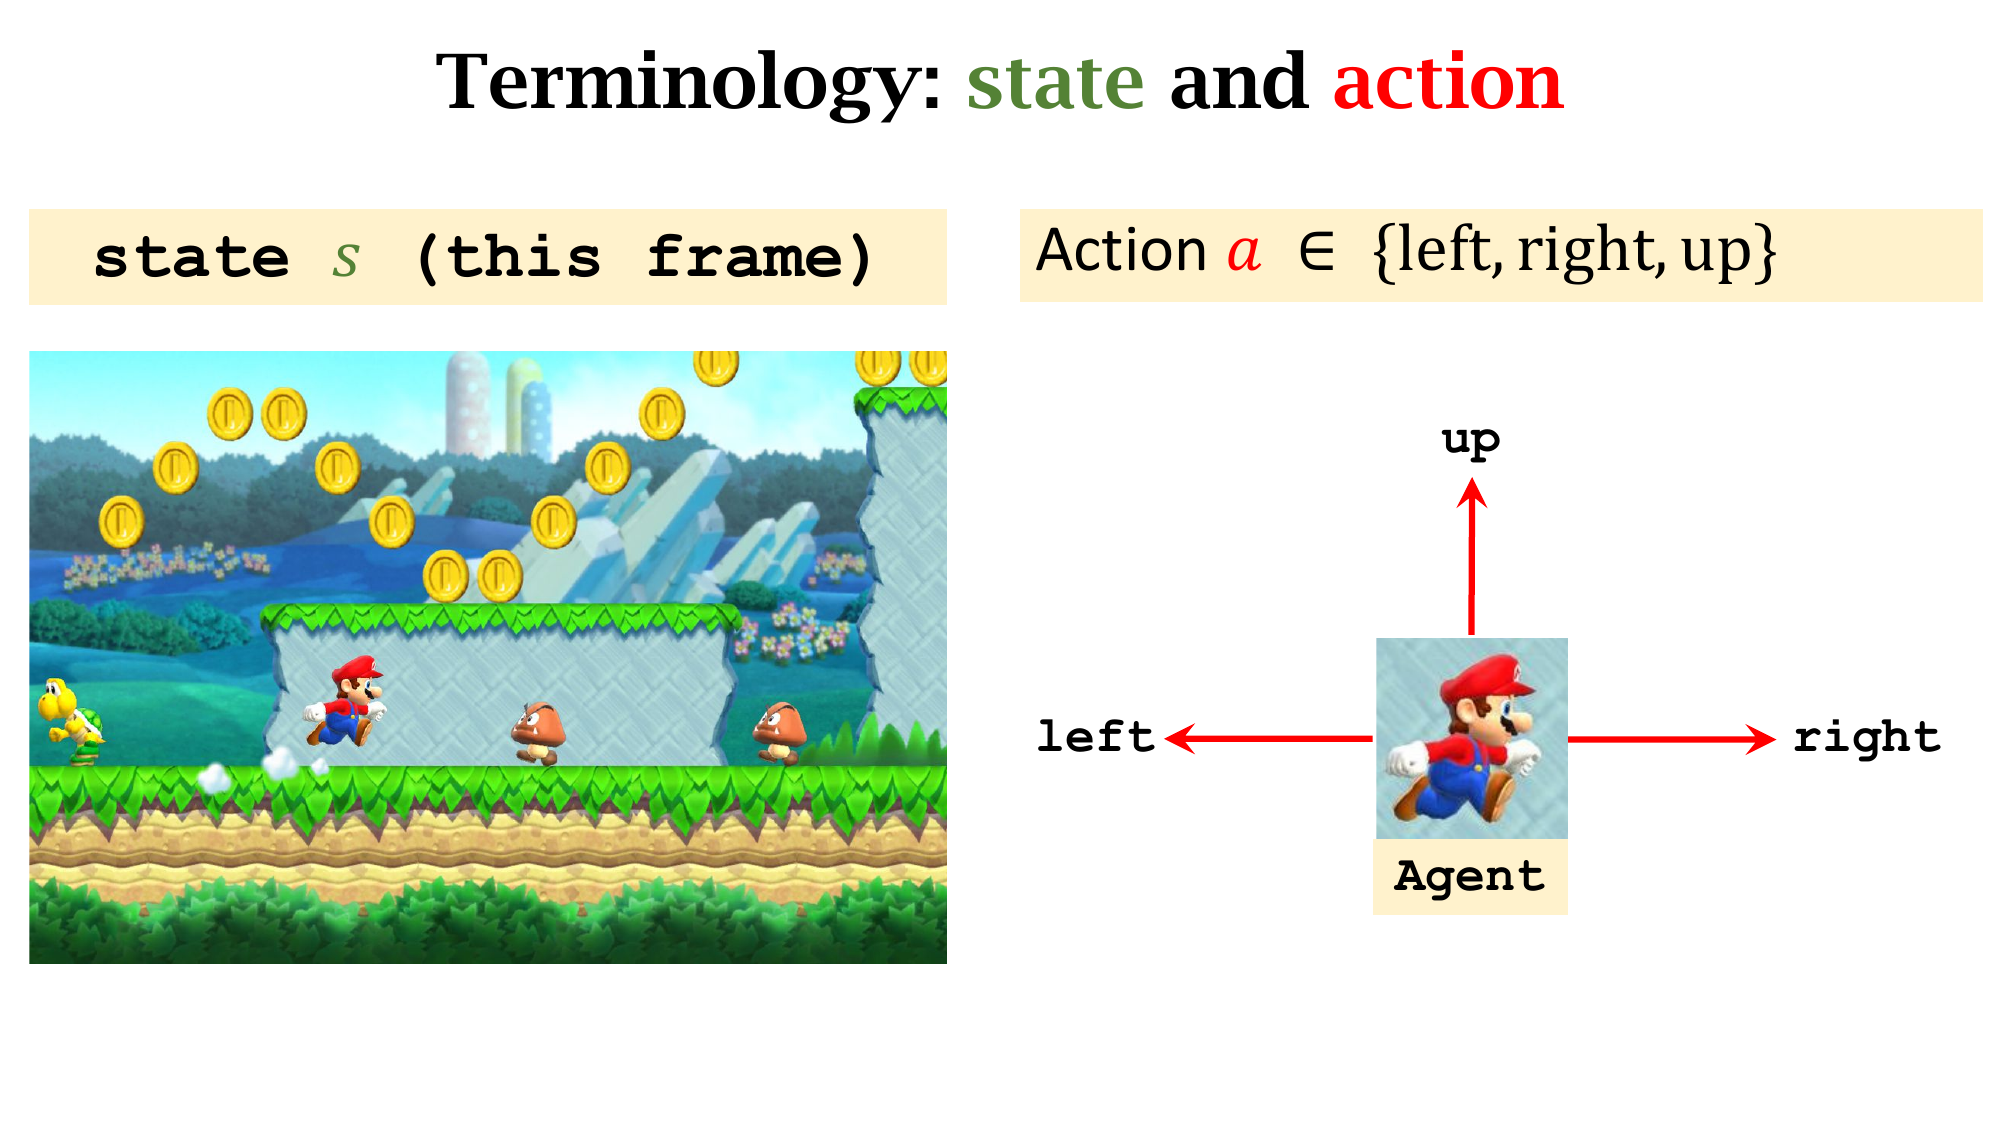 Terminology: state and action
state s (this frame)
Action a ∈ {left, right, up}
up
left
right
Agent